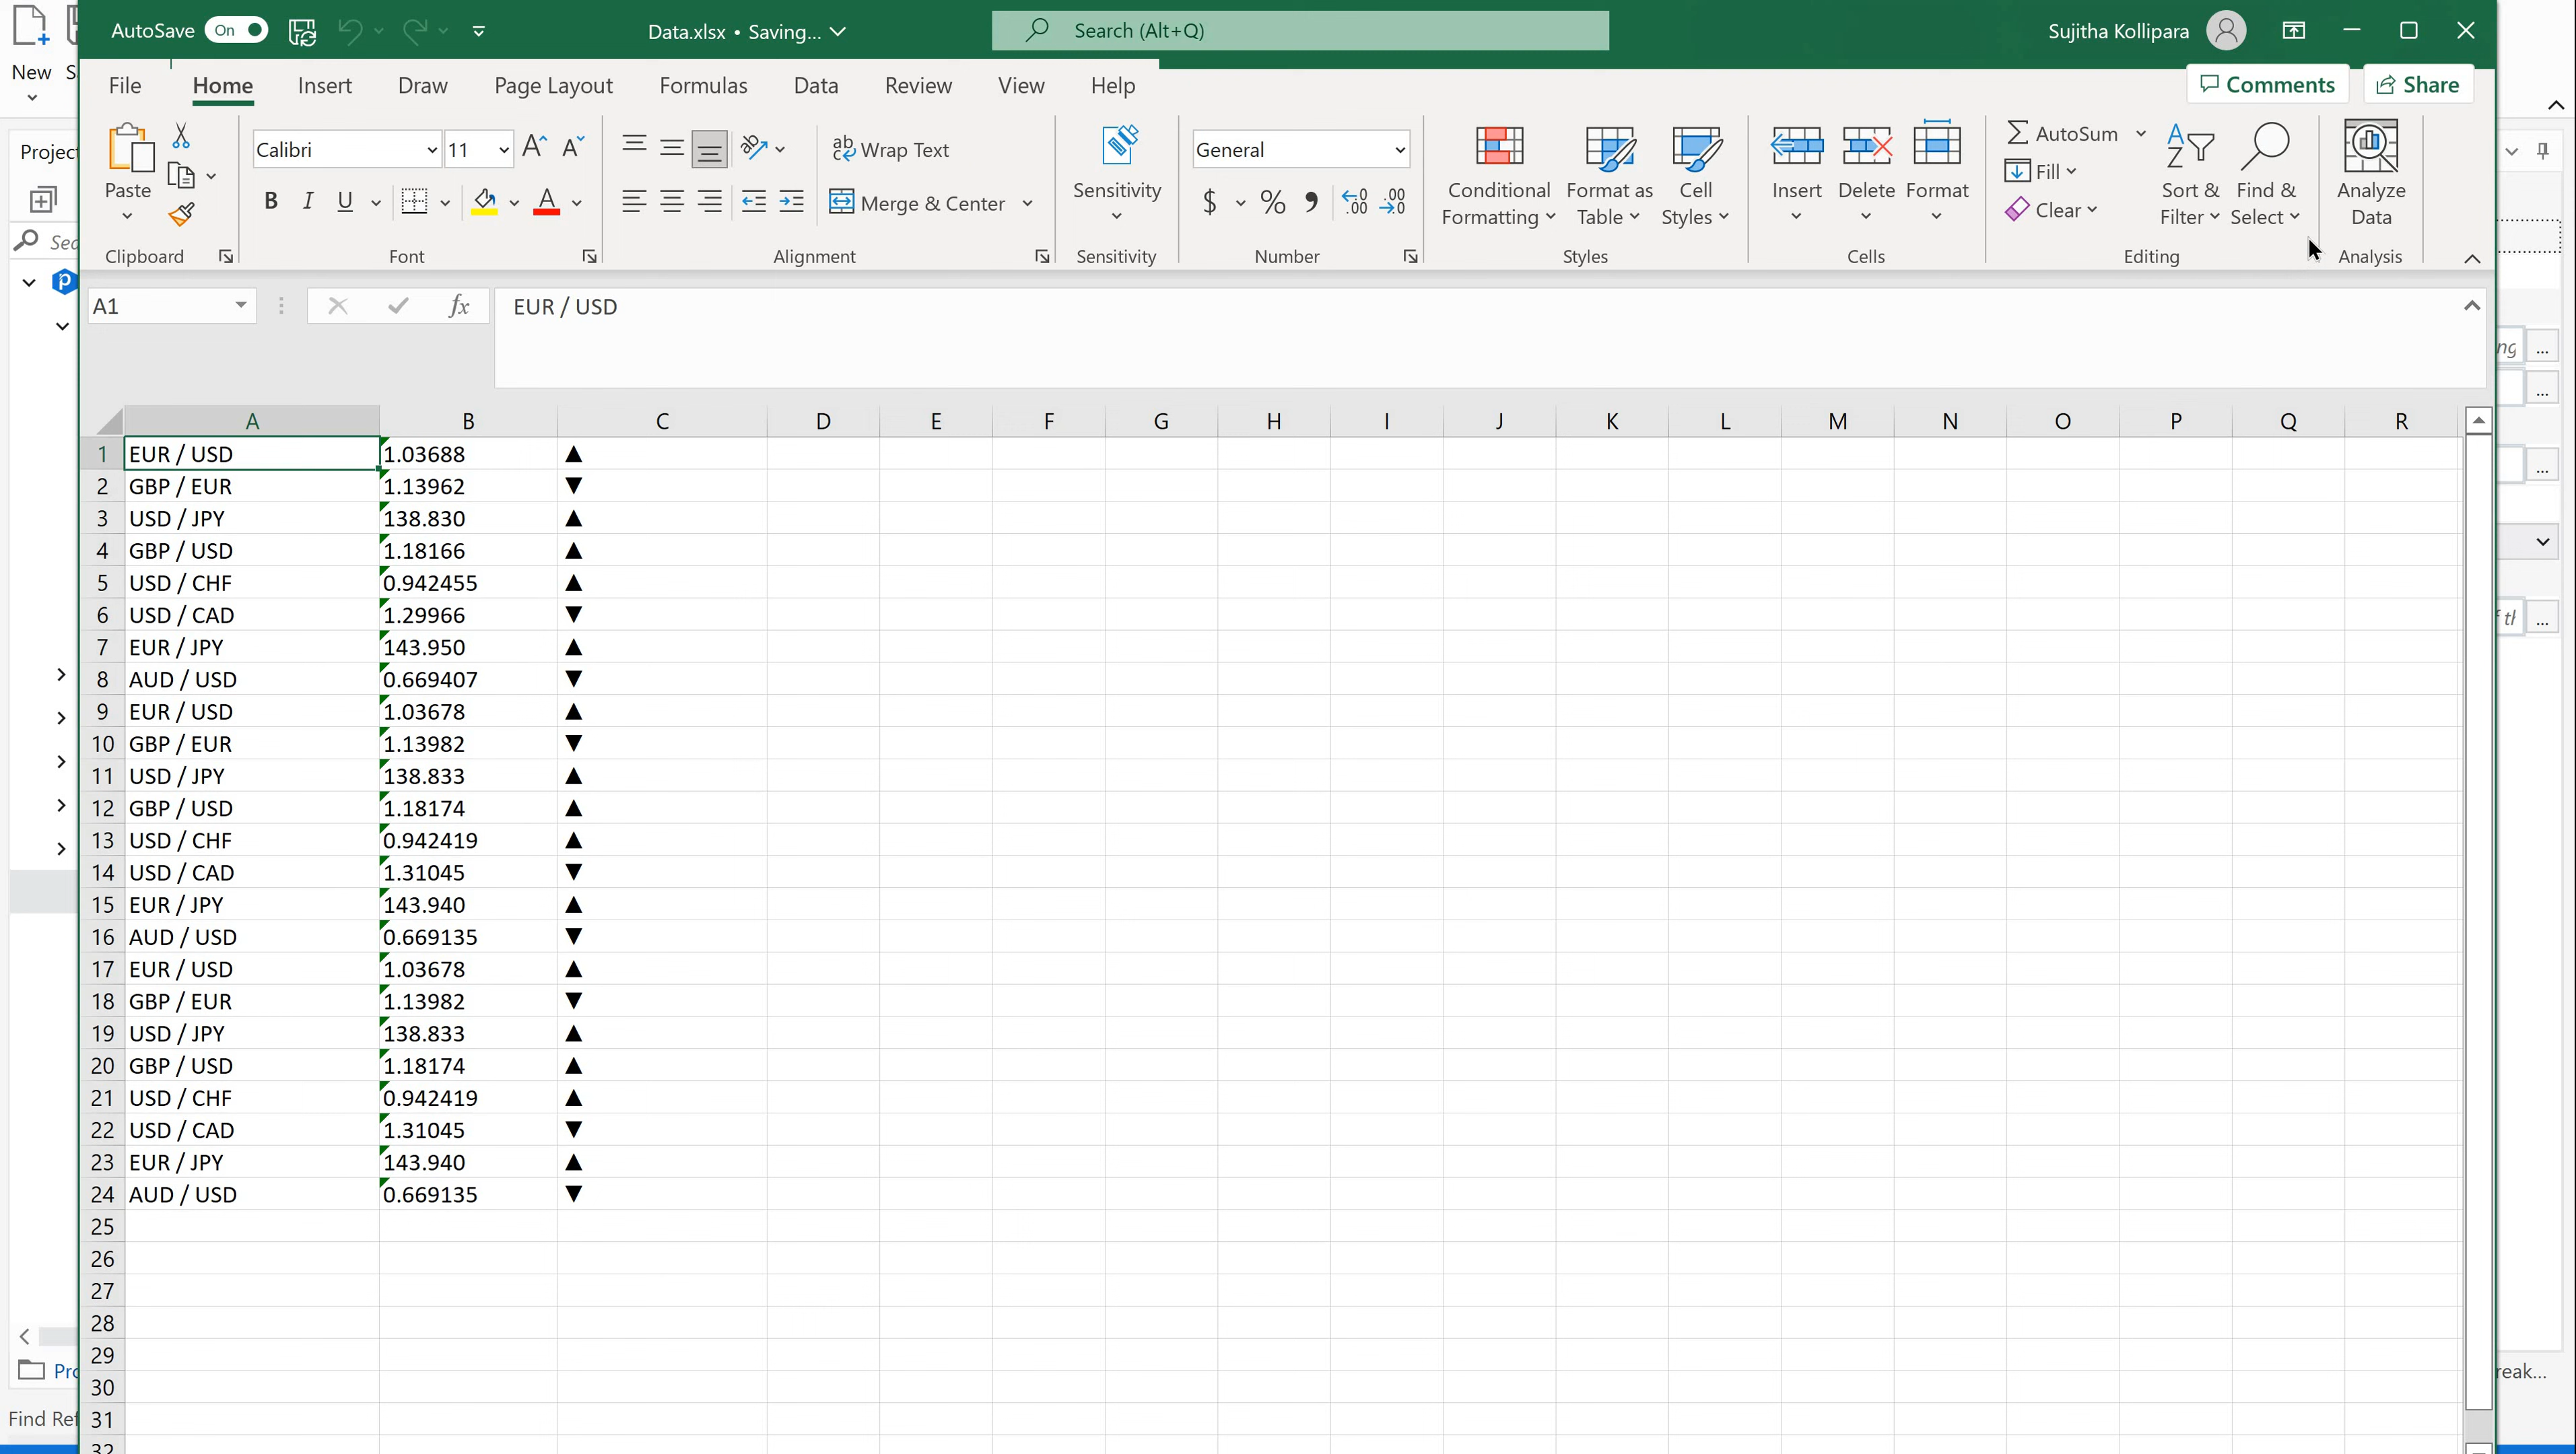 New
AutoSave On Data.xlsx • Saving... Search (Alt+Q) Sujitha Kollipara
File Home Insert Draw Page Layout Formulas Data Review View Help Comments Share
Project
Paste
Calibri 11
Wrap Text
Merge & Center
Sensitivity
General
$ % 9 .00 .00
Conditional Formatting
Format as Table
Cell Styles
Insert Delete Format
AutoSum
Fill
Clear
Sort & Filter
Find & Select
Analyze Data
Clipboard Font Alignment Sensitivity Number Styles Cells Editing Analysis
A1 fx EUR / USD
A B C D E F G H I J K L M N O P Q R
1 EUR / USD 1.03688 ▲
2 GBP / EUR 1.13962 ▼
3 USD / JPY 138.830 ▲
4 GBP / USD 1.18166 ▲
5 USD / CHF 0.942455 ▲
6 USD / CAD 1.29966 ▼
7 EUR / JPY 143.950 ▲
8 AUD / USD 0.669407 ▼
9 EUR / USD 1.03678 ▲
10 GBP / EUR 1.13982 ▼
11 USD / JPY 138.833 ▲
12 GBP / USD 1.18174 ▲
13 USD / CHF 0.942419 ▲
14 USD / CAD 1.31045 ▼
15 EUR / JPY 143.940 ▲
16 AUD / USD 0.669135 ▼
17 EUR / USD 1.03678 ▲
18 GBP / EUR 1.13982 ▼
19 USD / JPY 138.833 ▲
20 GBP / USD 1.18174 ▲
21 USD / CHF 0.942419 ▲
22 USD / CAD 1.31045 ▼
23 EUR / JPY 143.940 ▲
24 AUD / USD 0.669135 ▼
25
26
27
28
29
30
31
32
Find Ref